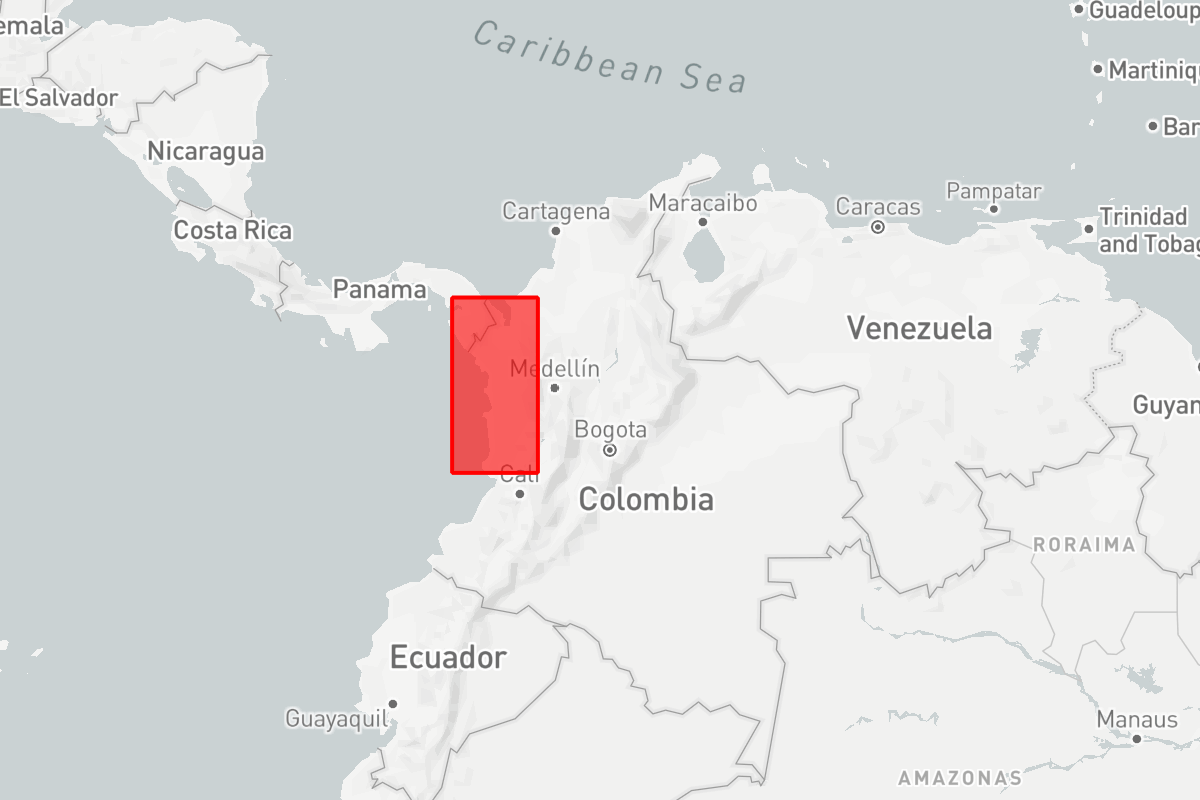 Guadeloup
emala
Caribbean Sea
Martiniqu
El Salvador
Bar
Nicaragua
Pampatar
Maracaibo
Caracas
Cartagena
Trinidad
and Tobag
Costa Rica
Panama
Venezuela
Medellín
Guyan
Bogota
Cali
Colombia
RORAIMA
Ecuador
Guayaquil
Manaus
AMAZONAS